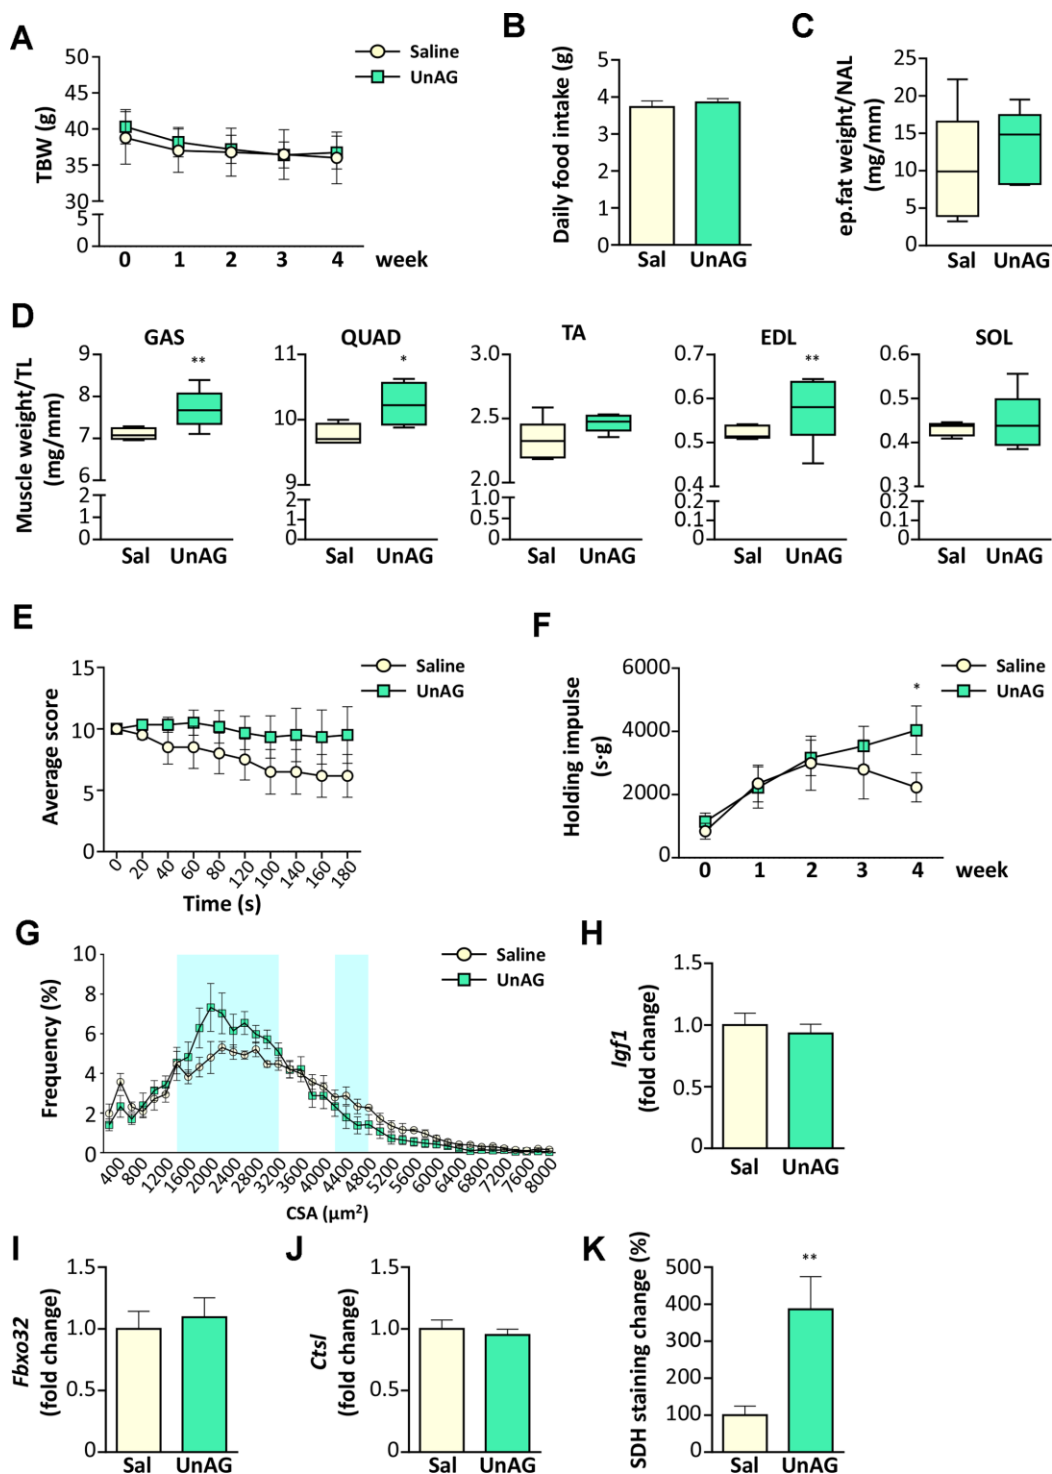 A
Saline
UnAG
TBW (g)
50
45
40
35
30
5
0
0 1 2 3 4 week
B
Daily food intake (g)
5
4
3
2
1
0
Sal UnAG
C
ep.fat weight/NAL
(mg/mm)
25
20
15
10
5
0
Sal UnAG
D
Muscle weight/TL
(mg/mm)
GAS
**
9
8
7
6
2
1
0
Sal UnAG
QUAD
*
11
10
9
2
1
0
Sal UnAG
TA
3.0
2.5
2.0
1.0
0.5
0
Sal UnAG
EDL
**
0.7
0.6
0.5
0.4
0.2
0.1
0
Sal UnAG
SOL
0.6
0.5
0.4
0.3
0.2
0.1
0
Sal UnAG
E
Saline
UnAG
Average score
15
10
5
0
0 20 40 60 80 120 100 140 160 180
Time (s)
F
Saline
UnAG
Holding impulse
(s·g)
6000
4000
2000
0
*
0 1 2 3 4 week
G
Saline
UnAG
Frequency (%)
10
8
6
4
2
0
400 800 1200 1600 2000 2400 2800 3200 3600 4000 4400 4800 5200 5600 6000 6400 6800 7200 7600 8000
CSA (µm²)
H
Igf1
(fold change)
1.5
1.0
0.5
0
Sal UnAG
I
Fbxo32
(fold change)
1.5
1.0
0.5
0
Sal UnAG
J
Ctsl
(fold change)
1.5
1.0
0.5
0
Sal UnAG
K
SDH staining change (%)
500
400
300
200
100
0
**
Sal UnAG